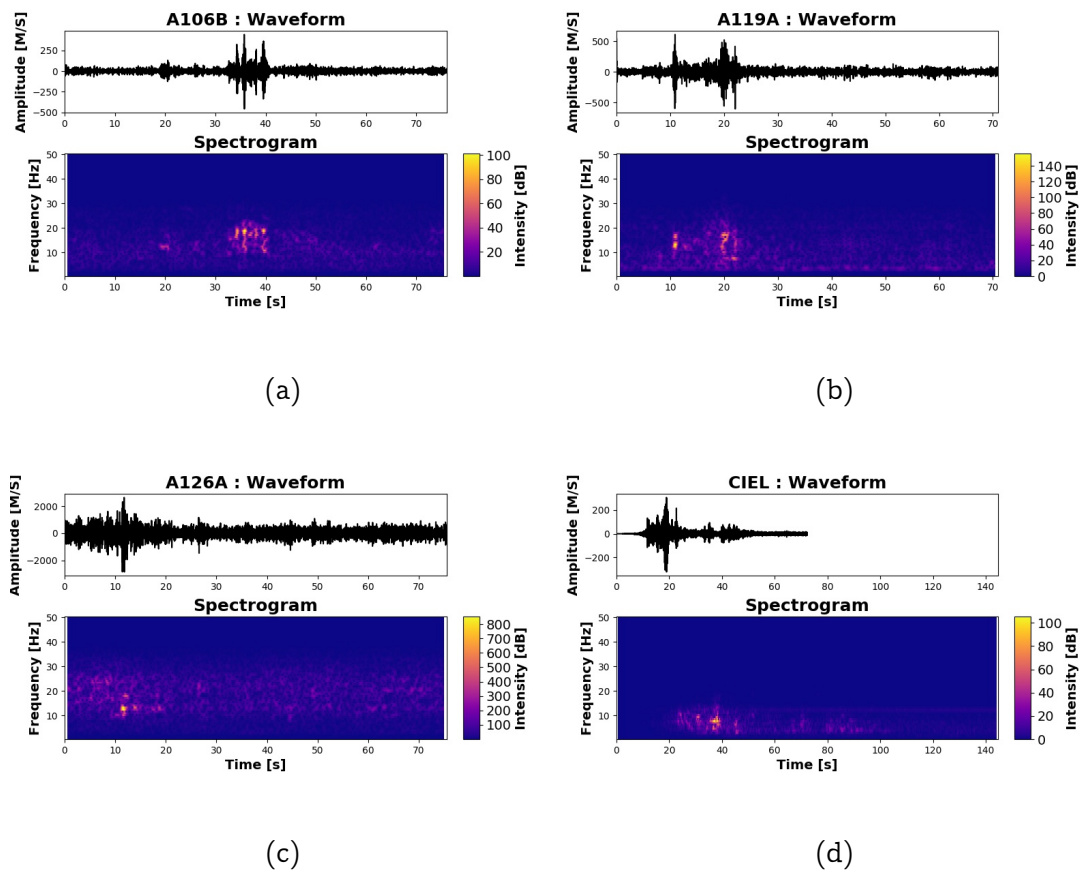 A106B : Waveform
Amplitude [M/S]
250
0
−250
−500
0 10 20 30 40 50 60 70
Spectrogram
Frequency [Hz]
50
40
30
20
10
0 10 20 30 40 50 60 70
Time [s]
100
80
60
40
20
Intensity [dB]
(a)
A119A : Waveform
Amplitude [M/S]
500
0
−500
0 10 20 30 40 50 60 70
Spectrogram
Frequency [Hz]
50
40
30
20
10
0 10 20 30 40 50 60 70
Time [s]
140
120
100
80
60
40
20
0
Intensity [dB]
(b)
A126A : Waveform
Amplitude [M/S]
2000
0
−2000
0 10 20 30 40 50 60 70
Spectrogram
Frequency [Hz]
50
40
30
20
10
0 10 20 30 40 50 60 70
Time [s]
800
700
600
500
400
300
200
100
Intensity [dB]
(c)
CIEL : Waveform
Amplitude [M/S]
200
0
−200
0 20 40 60 80 100 120 140
Spectrogram
Frequency [Hz]
50
40
30
20
10
0 20 40 60 80 100 120 140
Time [s]
100
80
60
40
20
0
Intensity [dB]
(d)